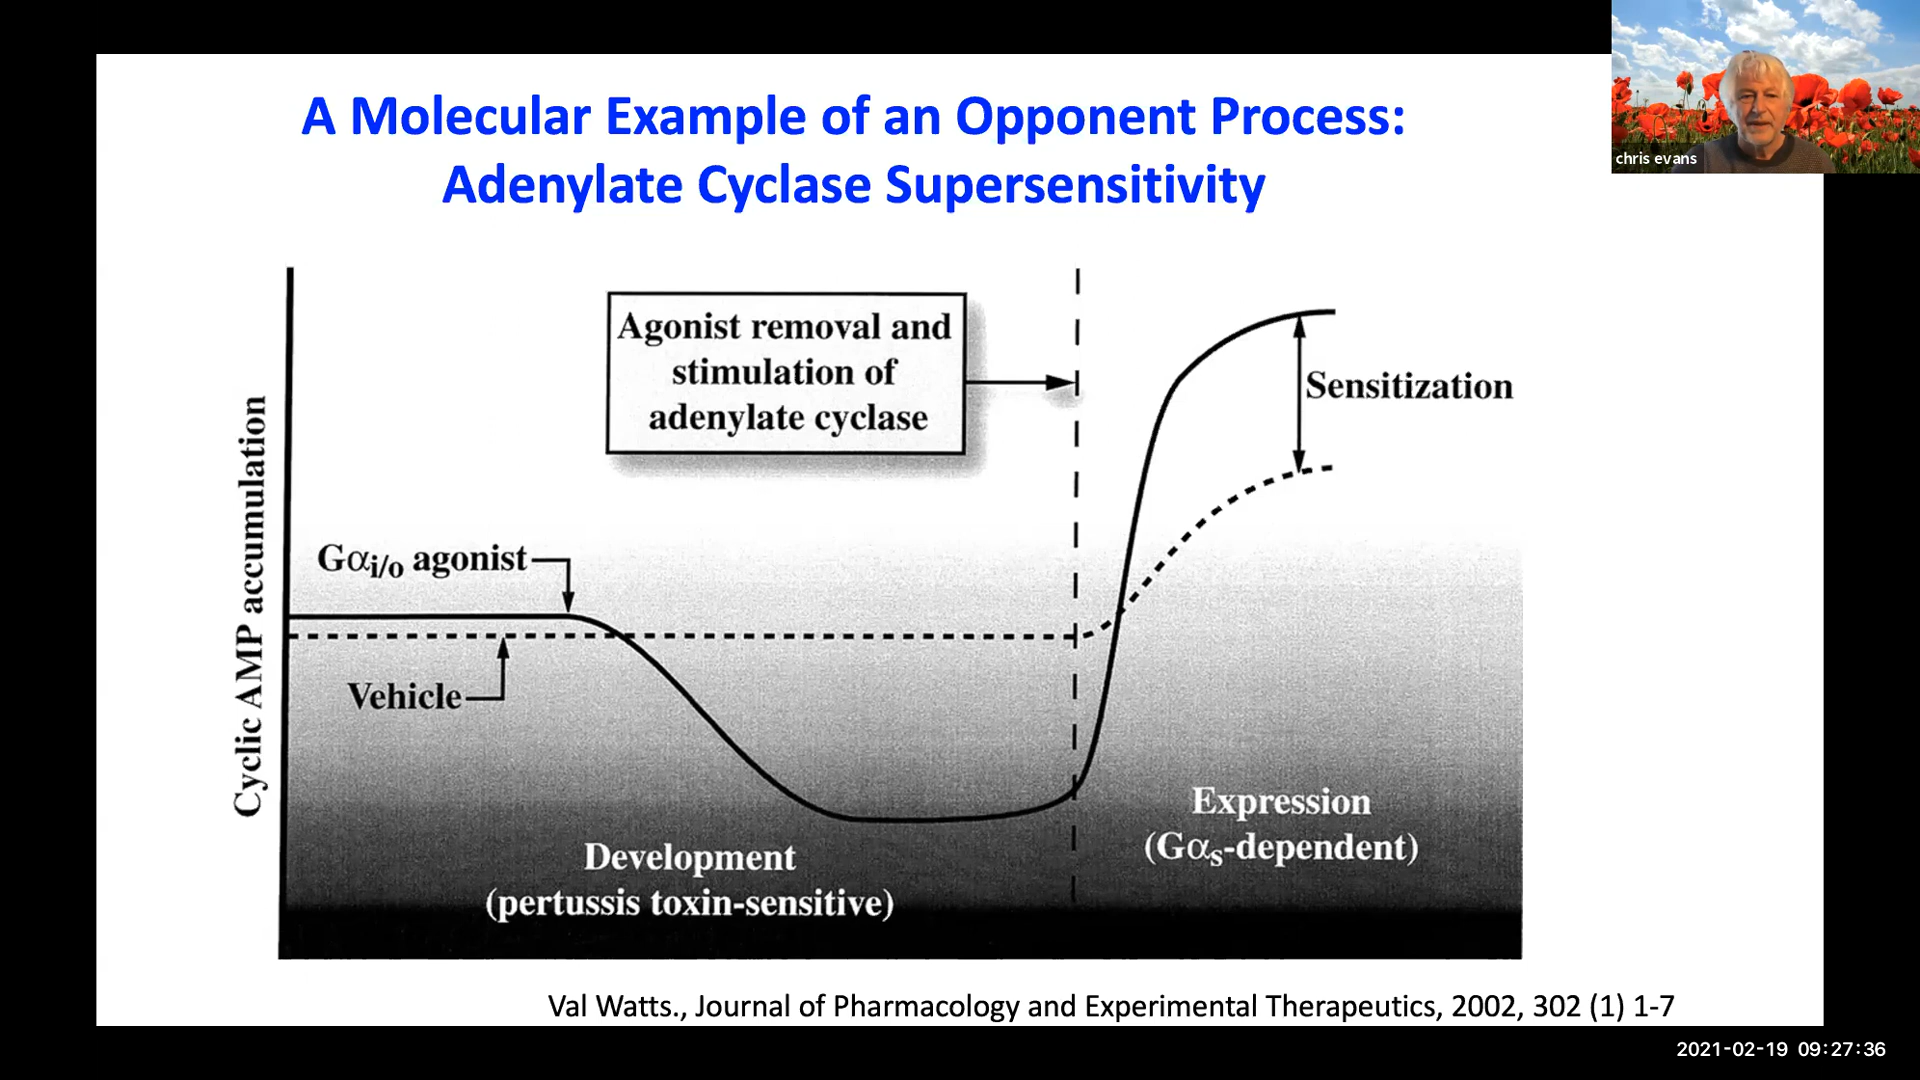 A Molecular Example of an Opponent Process:
Adenylate Cyclase Supersensitivity
chris evans
Agonist removal and
stimulation of
adenylate cyclase
Sensitization
Cyclic AMP accumulation
Gαi/o agonist
Vehicle
Expression
(Gαs-dependent)
Development
(pertussis toxin-sensitive)
Val Watts., Journal of Pharmacology and Experimental Therapeutics, 2002, 302 (1) 1-7
2021-02-19 09:27:36